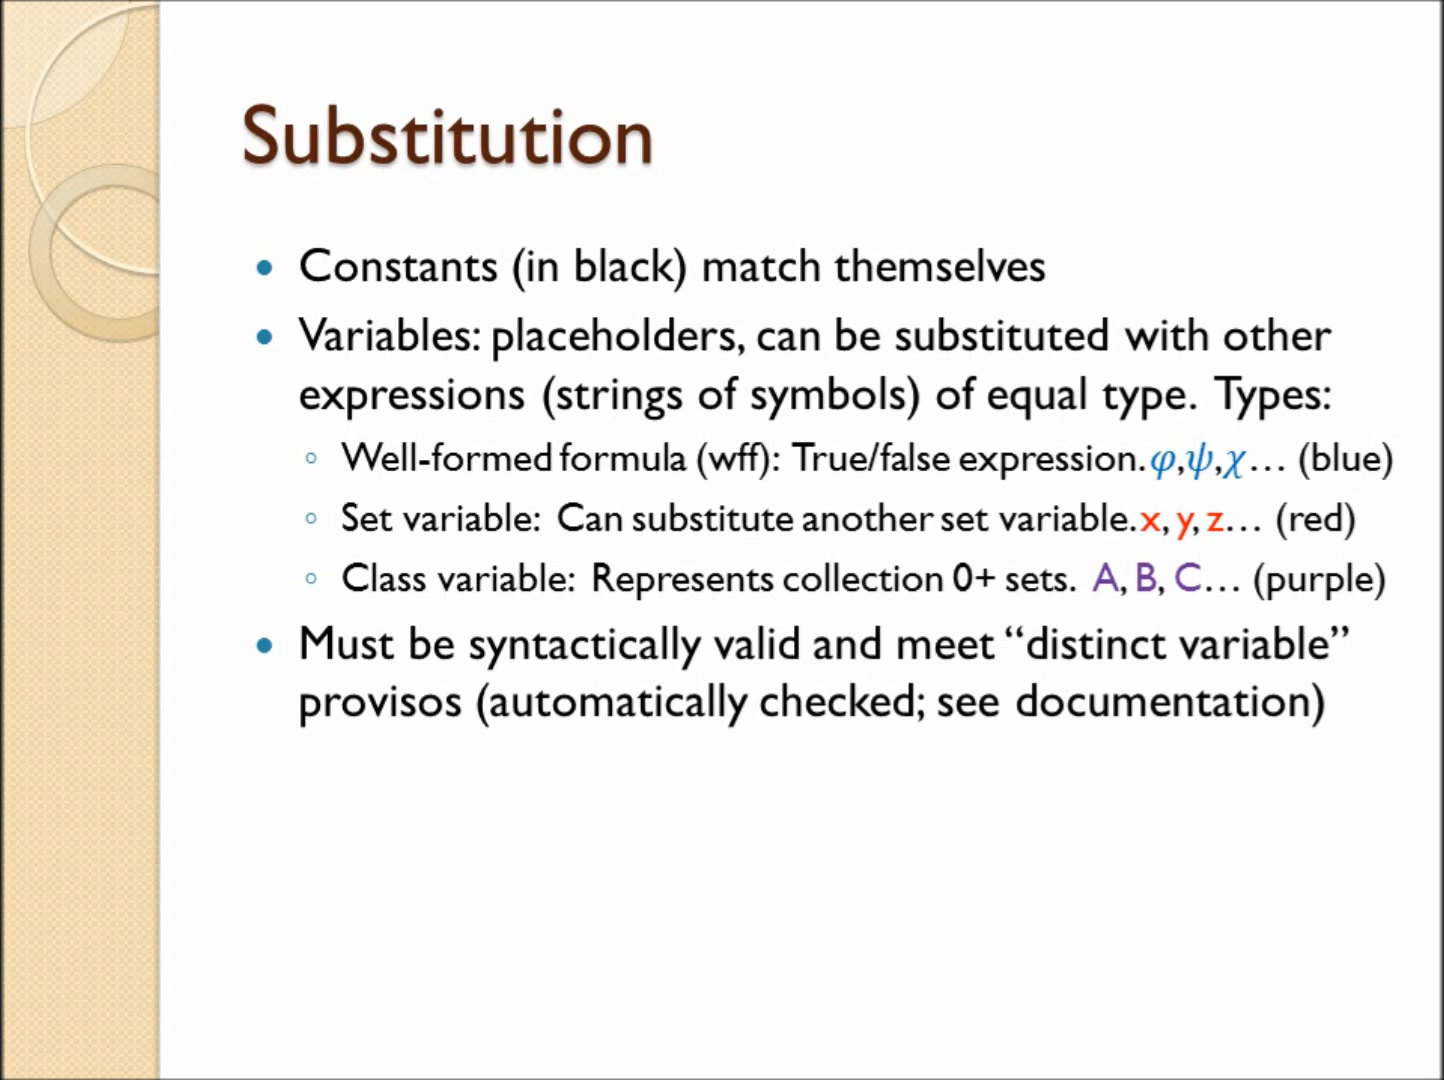 Substitution
• Constants (in black) match themselves
• Variables: placeholders, can be substituted with other
expressions (strings of symbols) of equal type. Types:
◦ Well-formed formula (wff): True/false expression. φ,ψ,χ… (blue)
◦ Set variable: Can substitute another set variable. x, y, z… (red)
◦ Class variable: Represents collection 0+ sets. A, B, C… (purple)
• Must be syntactically valid and meet “distinct variable”
provisos (automatically checked; see documentation)